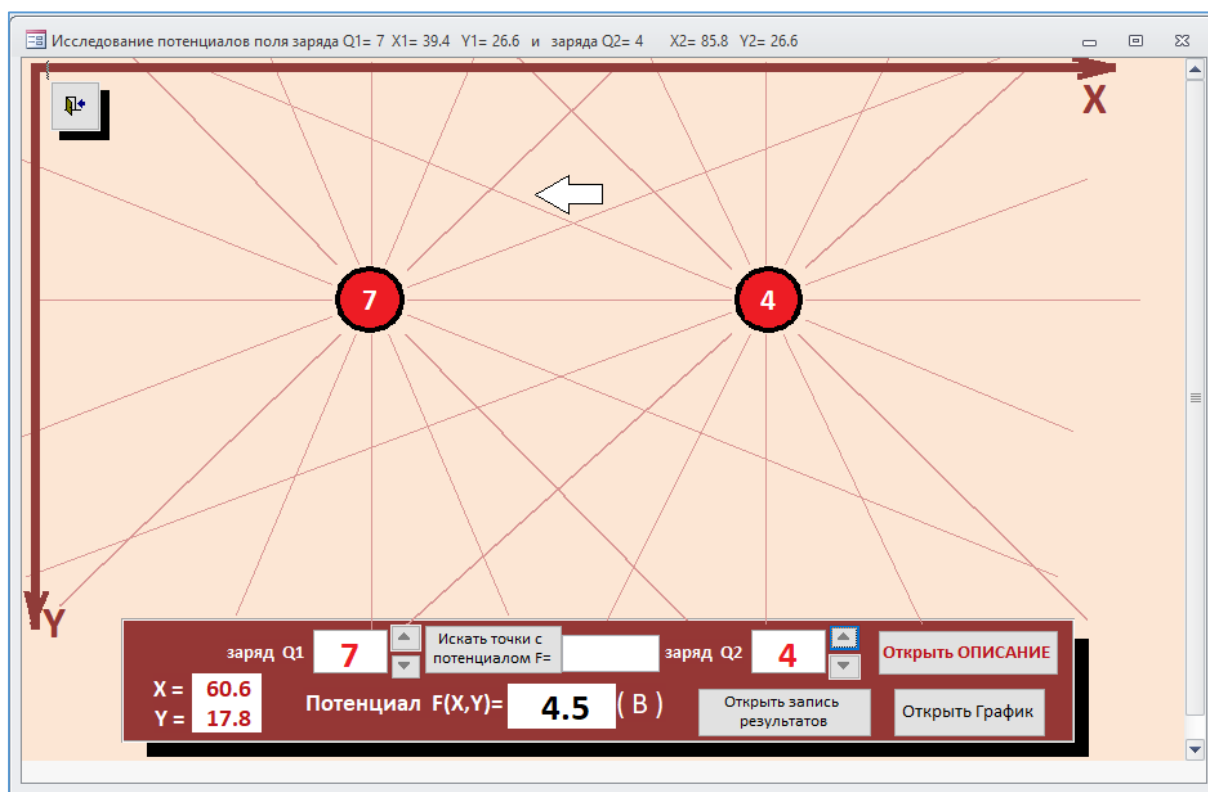 Исследование потенциалов поля заряда Q1= 7 X1= 39.4 Y1= 26.6 и заряда Q2= 4 X2= 85.8 Y2= 26.6
X
7
4
Y
заряд Q1
7
Искать точки с
потенциалом F=
заряд Q2
4
Открыть ОПИСАНИЕ
X = 60.6
Y = 17.8
Потенциал F(X,Y)= 4.5 ( В )
Открыть запись
результатов
Открыть График